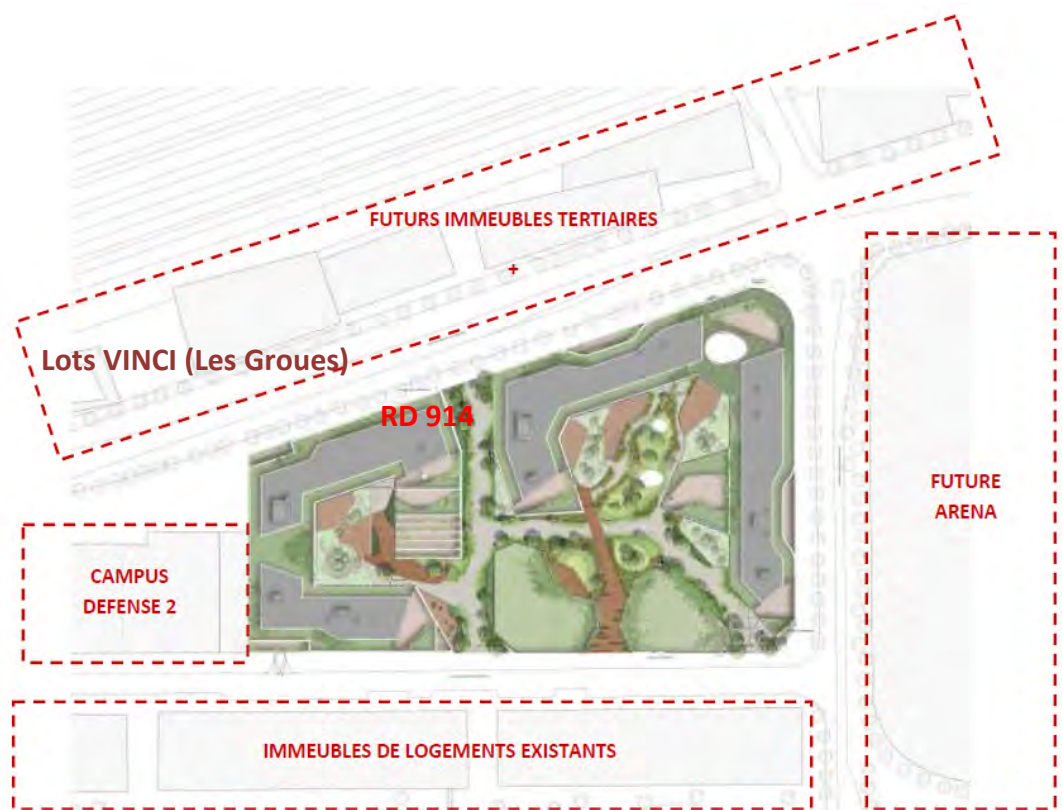 FUTURS IMMEUBLES TERTIAIRES
Lots VINCI (Les Groues)
RD 914
FUTURE
ARENA
CAMPUS
DEFENSE 2
IMMEUBLES DE LOGEMENTS EXISTANTS